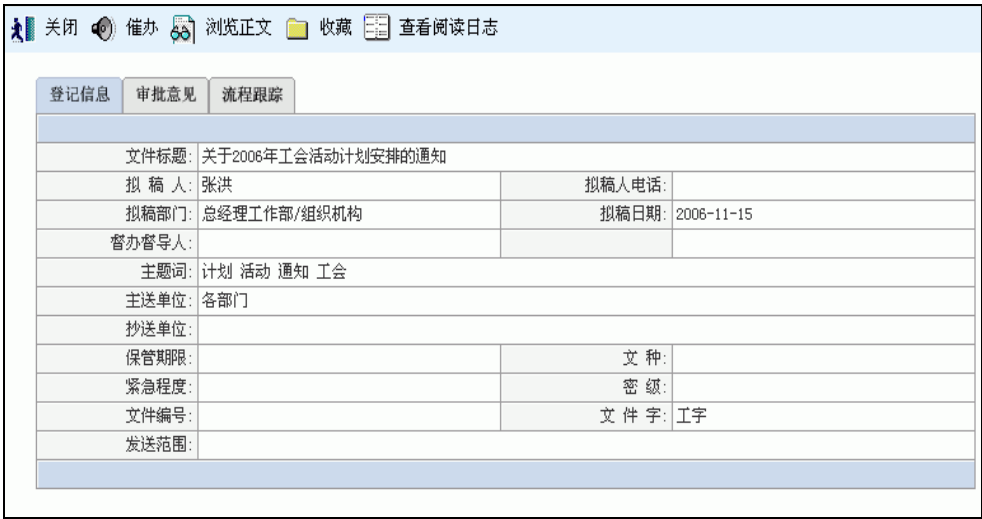 关闭 催办 浏览正文 收藏 查看阅读日志
登记信息 审批意见 流程跟踪
文件标题: 关于2006年工会活动计划安排的通知
拟 稿 人: 张洪 拟稿人电话:
拟稿部门: 总经理工作部/组织机构 拟稿日期: 2006-11-15
督办督导人:
主题词: 计划 活动 通知 工会
主送单位: 各部门
抄送单位:
保管期限: 文 种:
紧急程度: 密 级:
文件编号: 文 件 字: 工字
发送范围: